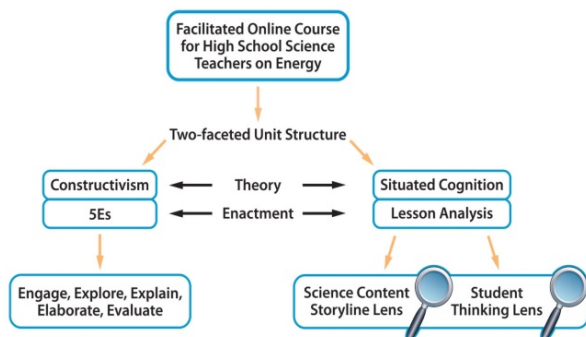 Facilitated Online Course
for High School Science
Teachers on Energy
Two-faceted Unit Structure
Constructivism
Theory
Situated Cognition
5Es
Enactment
Lesson Analysis
Engage, Explore, Explain,
Elaborate, Evaluate
Science Content
Storyline Lens
Student
Thinking Lens